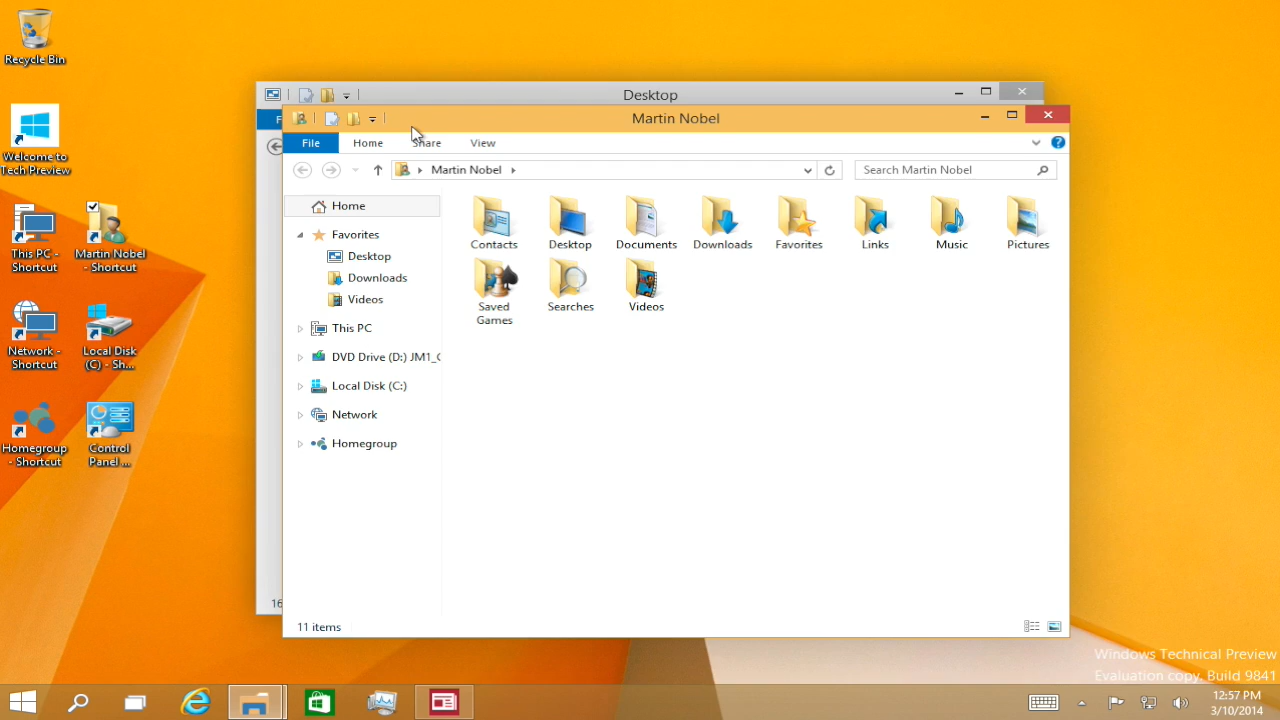 Recycle Bin
Welcome to
Tech Preview
This PC -
Shortcut
Martin Nobel
- Shortcut
Network -
Shortcut
Local Disk
(C) - Sh...
Homegroup
- Shortcut
Control
Panel ...
Desktop
F
16
Martin Nobel
File
Home
Share
View
Martin Nobel
Search Martin Nobel
Home
Favorites
Desktop
Downloads
Videos
This PC
DVD Drive (D:) JM1_C
Local Disk (C:)
Network
Homegroup
Contacts
Desktop
Documents
Downloads
Favorites
Links
Music
Pictures
Saved
Games
Searches
Videos
11 items
Windows Technical Preview
Evaluation copy. Build 9841
12:57 PM
3/10/2014